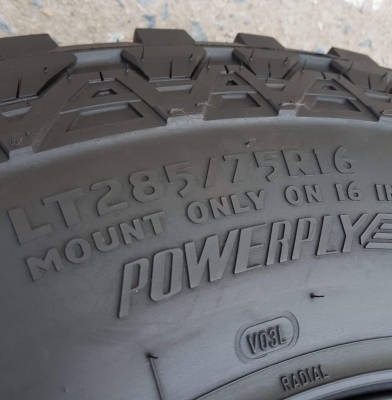 LT285/75R16
MOUNT ONLY ON 16 I
POWERPLY
V03L
RADIAL